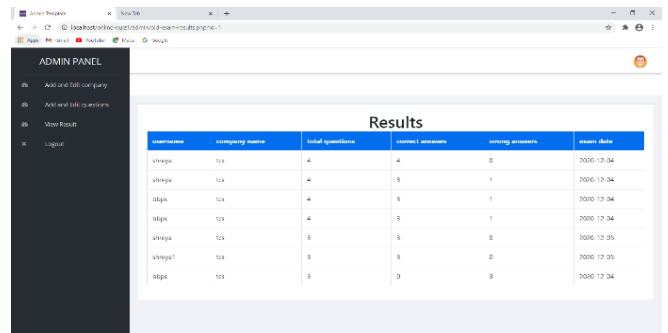 Admin Template × New Tab × +
localhost/online-quiz1/admin/old-exam-results.php?id=1
Apps Gmail YouTube Maps Google
ADMIN PANEL
Add and Edit company
Add and Edit questions
View Result
Logout
Results
username company name total questions correct answers wrong answers exam date
shreya tcs 4 4 0 2020-12-04
shreya tcs 4 3 1 2020-12-04
bbps tcs 4 3 1 2020-12-04
bbps tcs 4 3 1 2020-12-04
shreya tcs 3 3 0 2020-12-05
shreya1 tcs 3 3 0 2020-12-05
bbps tcs 3 0 3 2020-12-04